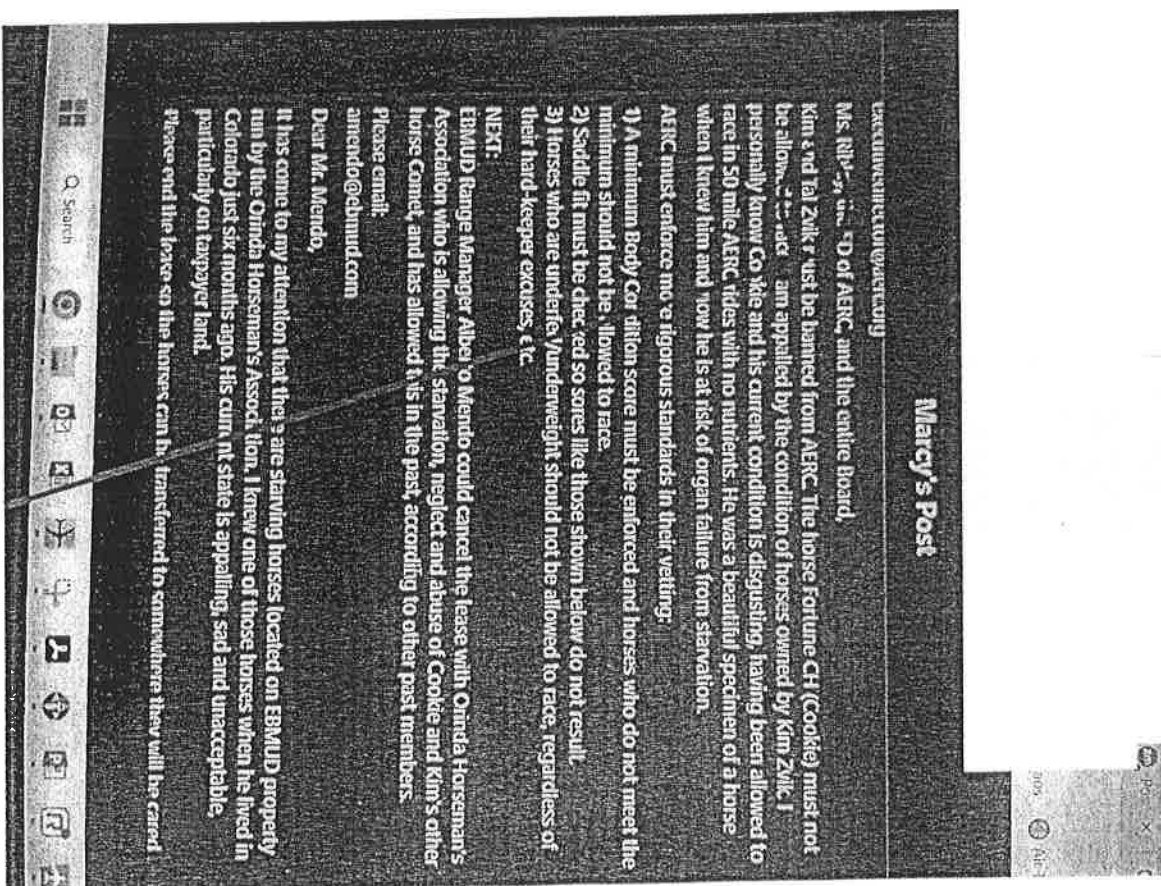 Marcy's Post
Ms. the ED of AERC, and the entire Board,
Kim and Tal Zvik must be banned from AERC. The horse Fortune CH (Cookie) must not
be allowed to race. I am appalled by the condition of horses owned by Kim Zvik. I
personally know Cookie and his current condition is disgusting, having been allowed to
race in 50 mile AERC rides with no nutrients. He was a beautiful specimen of a horse
when I knew him and now he is at risk of organ failure from starvation.
AERC must enforce more rigorous standards in their vetting:
1) A minimum Body Condition score must be enforced and horses who do not meet the
minimum should not be allowed to race.
2) Saddle fit must be checked so sores like those shown below do not result.
3) Horses who are underfed/underweight should not be allowed to race, regardless of
their hard-keeper excuses, etc.
NEXT:
EBMUD Range Manager Alberto Mendo could cancel the lease with Orinda Horseman's
Association who is allowing the starvation, neglect and abuse of Cookie and Kim's other
horse Comet, and has allowed this in the past, according to other past members.
Please email:
amendo@ebmud.com
Dear Mr. Mendo,
It has come to my attention that there are starving horses located on EBMUD property
run by the Orinda Horseman's Association. I knew one of those horses when he lived in
Colorado just six months ago. His current state is appalling, sad and unacceptable,
particularly on taxpayer land.
Please end the lease so the horses can be transferred to somewhere they will be cared
Search